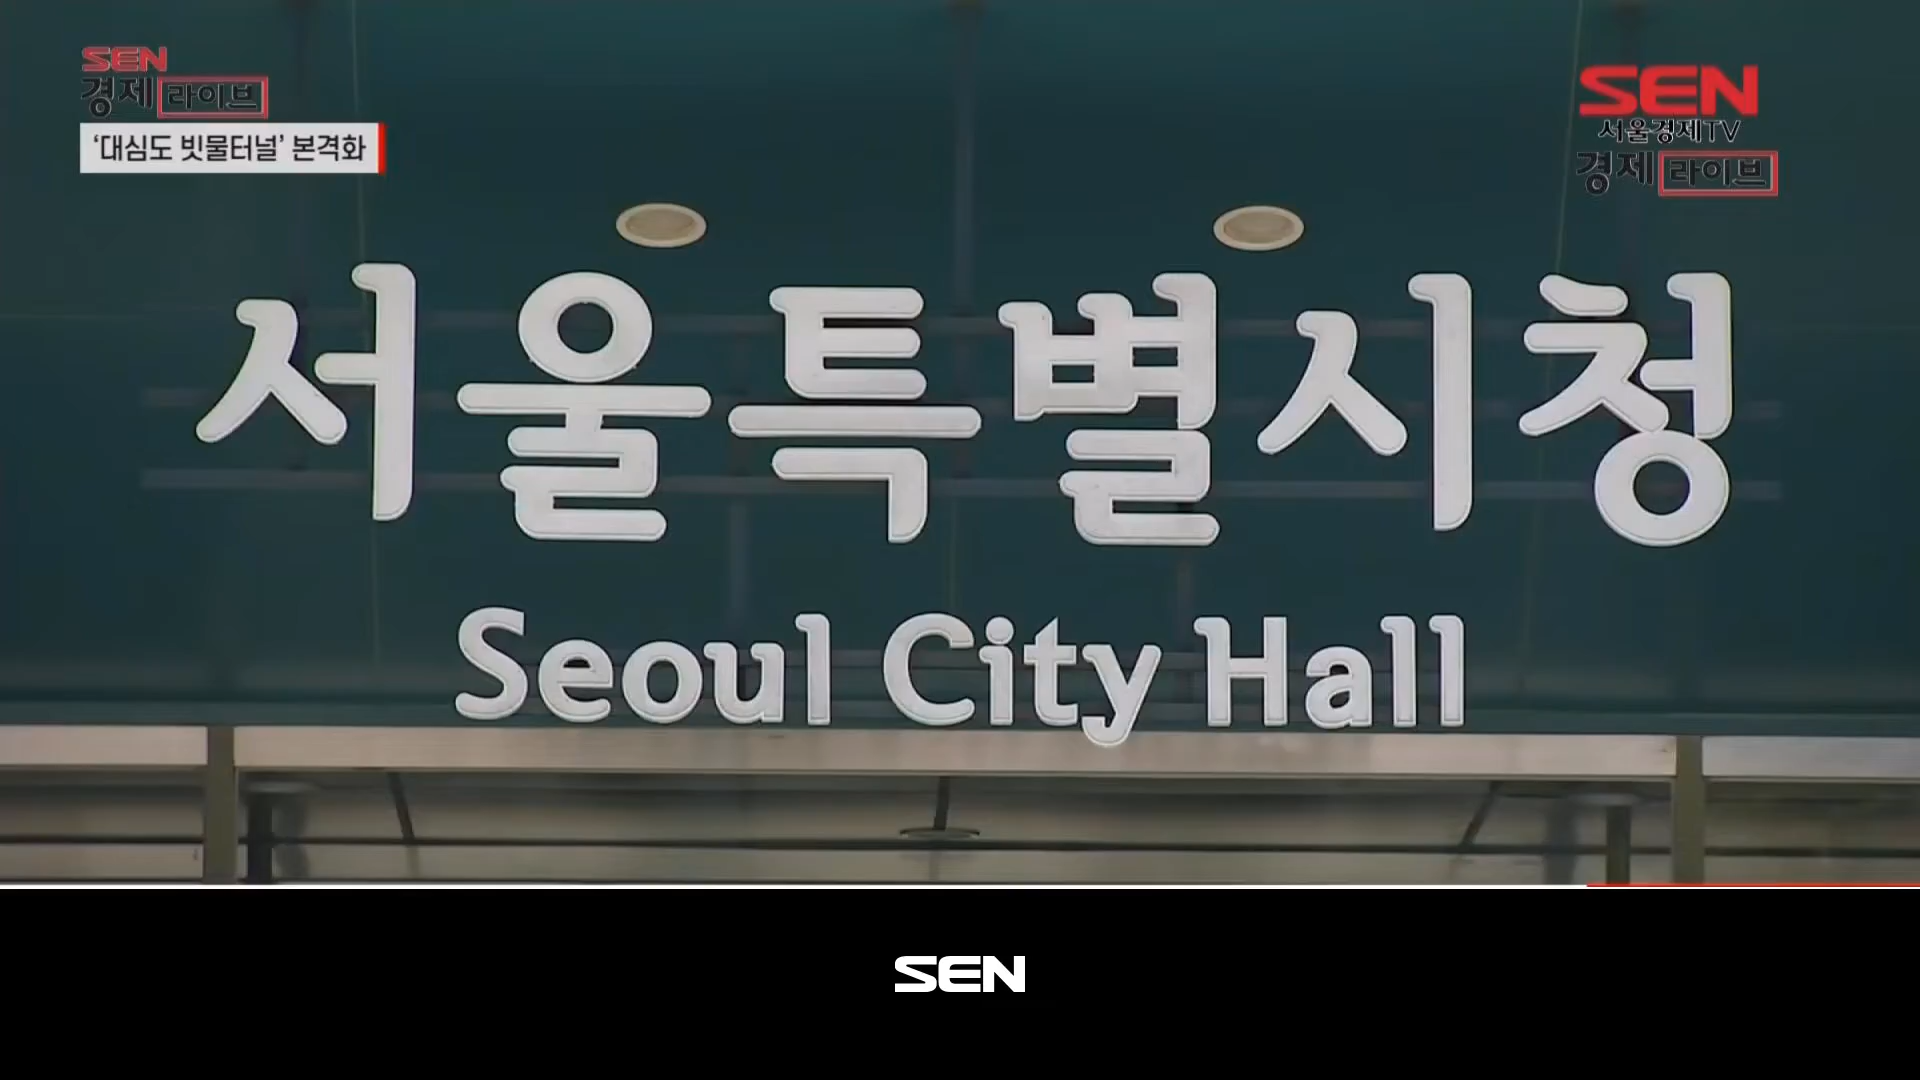 SEN
경제 라이브
‘대심도 빗물터널’ 본격화
SEN
서울경제TV
경제 라이브
서울특별시청
Seoul City Hall
SEN